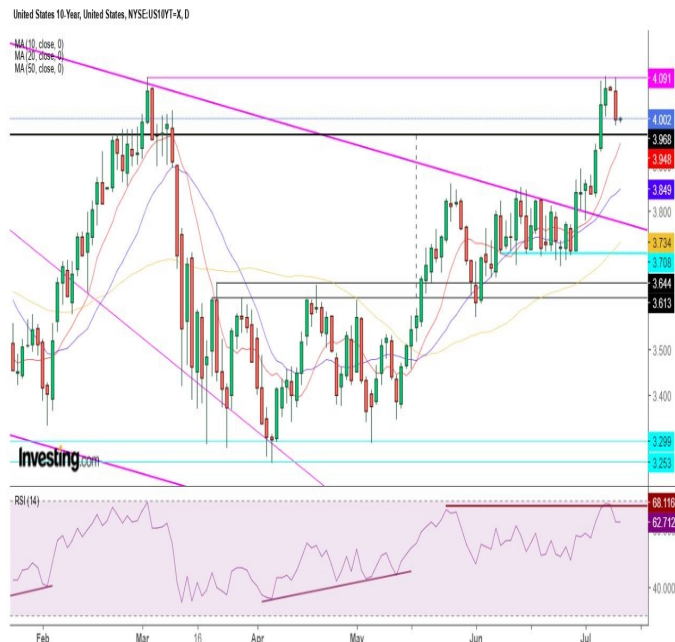 United States 10-Year, United States, NYSE:US10YT=X, D
MA (10, close, 0)
MA (20, close, 0)
MA (50, close, 0)
4.091
4.002
3.968
3.948
3.849
3.800
3.734
3.708
3.644
3.613
3.500
3.400
3.299
3.253
Investing.com
RSI (14)
68.116
62.712
40.000
Feb
Mar
16
Apr
May
Jun
Jul